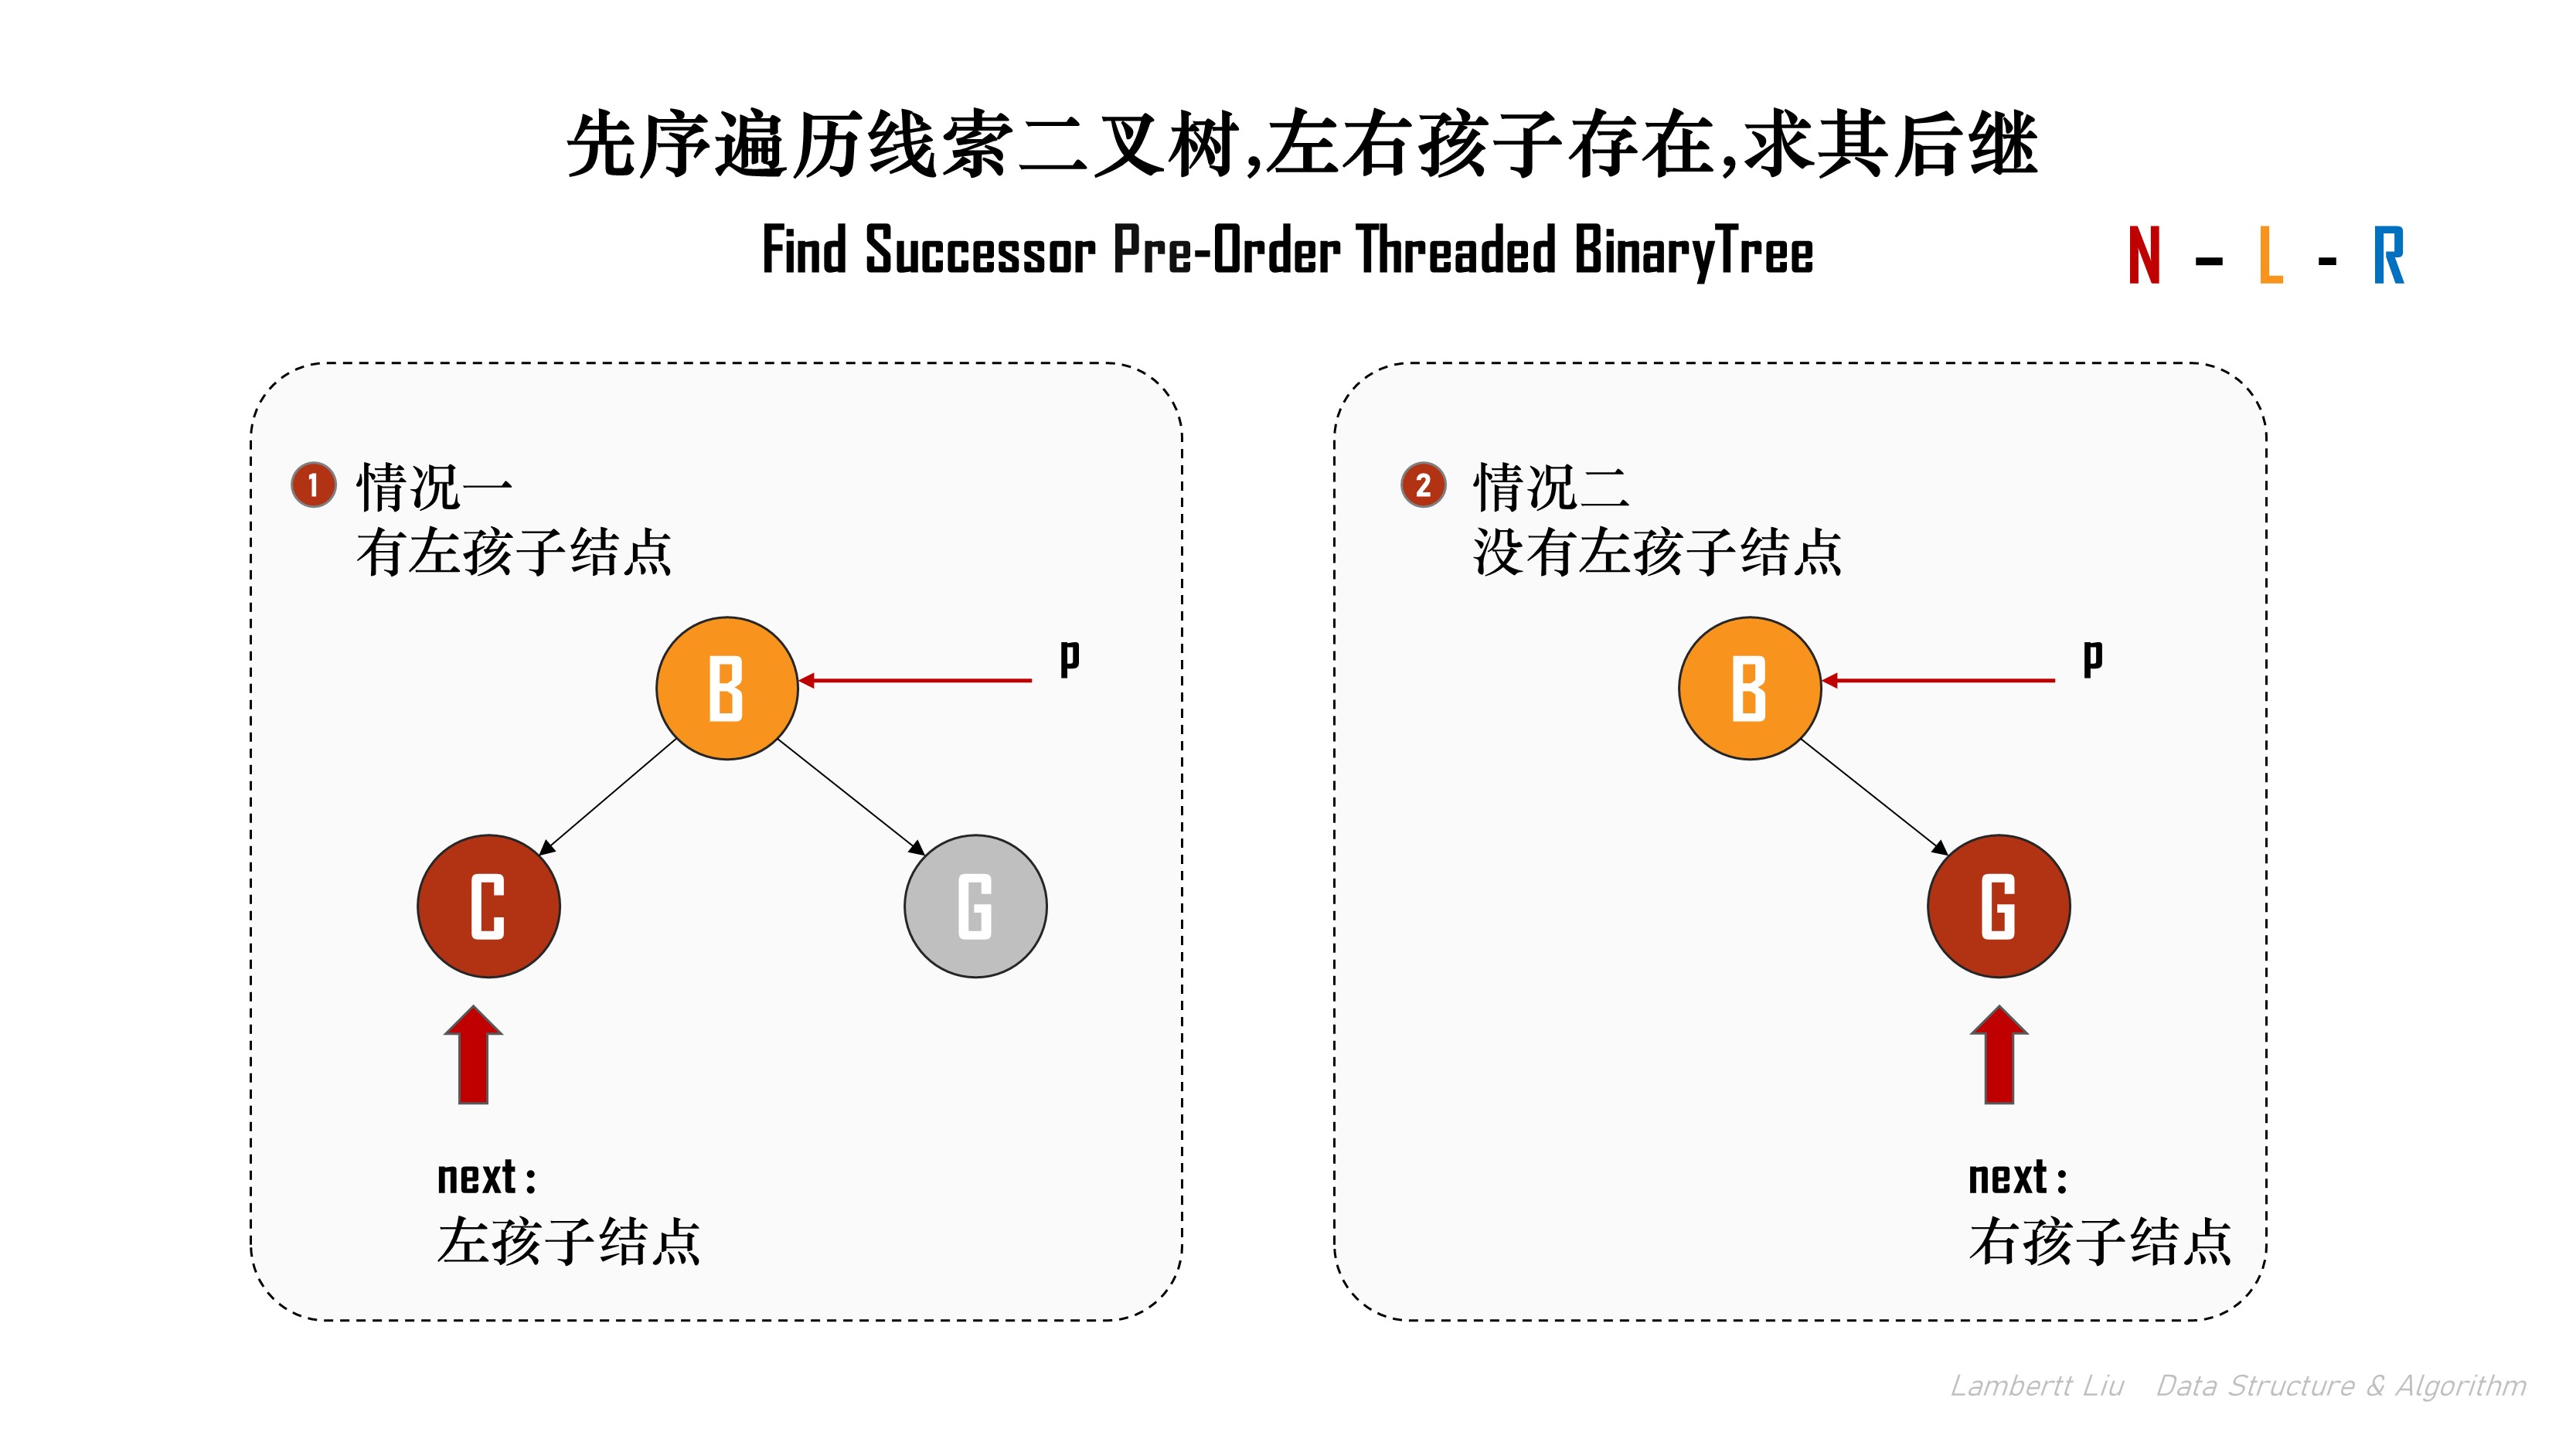 先序遍历线索二叉树,左右孩子存在,求其后继
Find Successor Pre-Order Threaded BinaryTree
N – L - R
1 情况一
有左孩子结点
B
p
C
G
next :
左孩子结点
2 情况二
没有左孩子结点
B
p
G
next :
右孩子结点
Lambertt Liu Data Structure & Algorithm